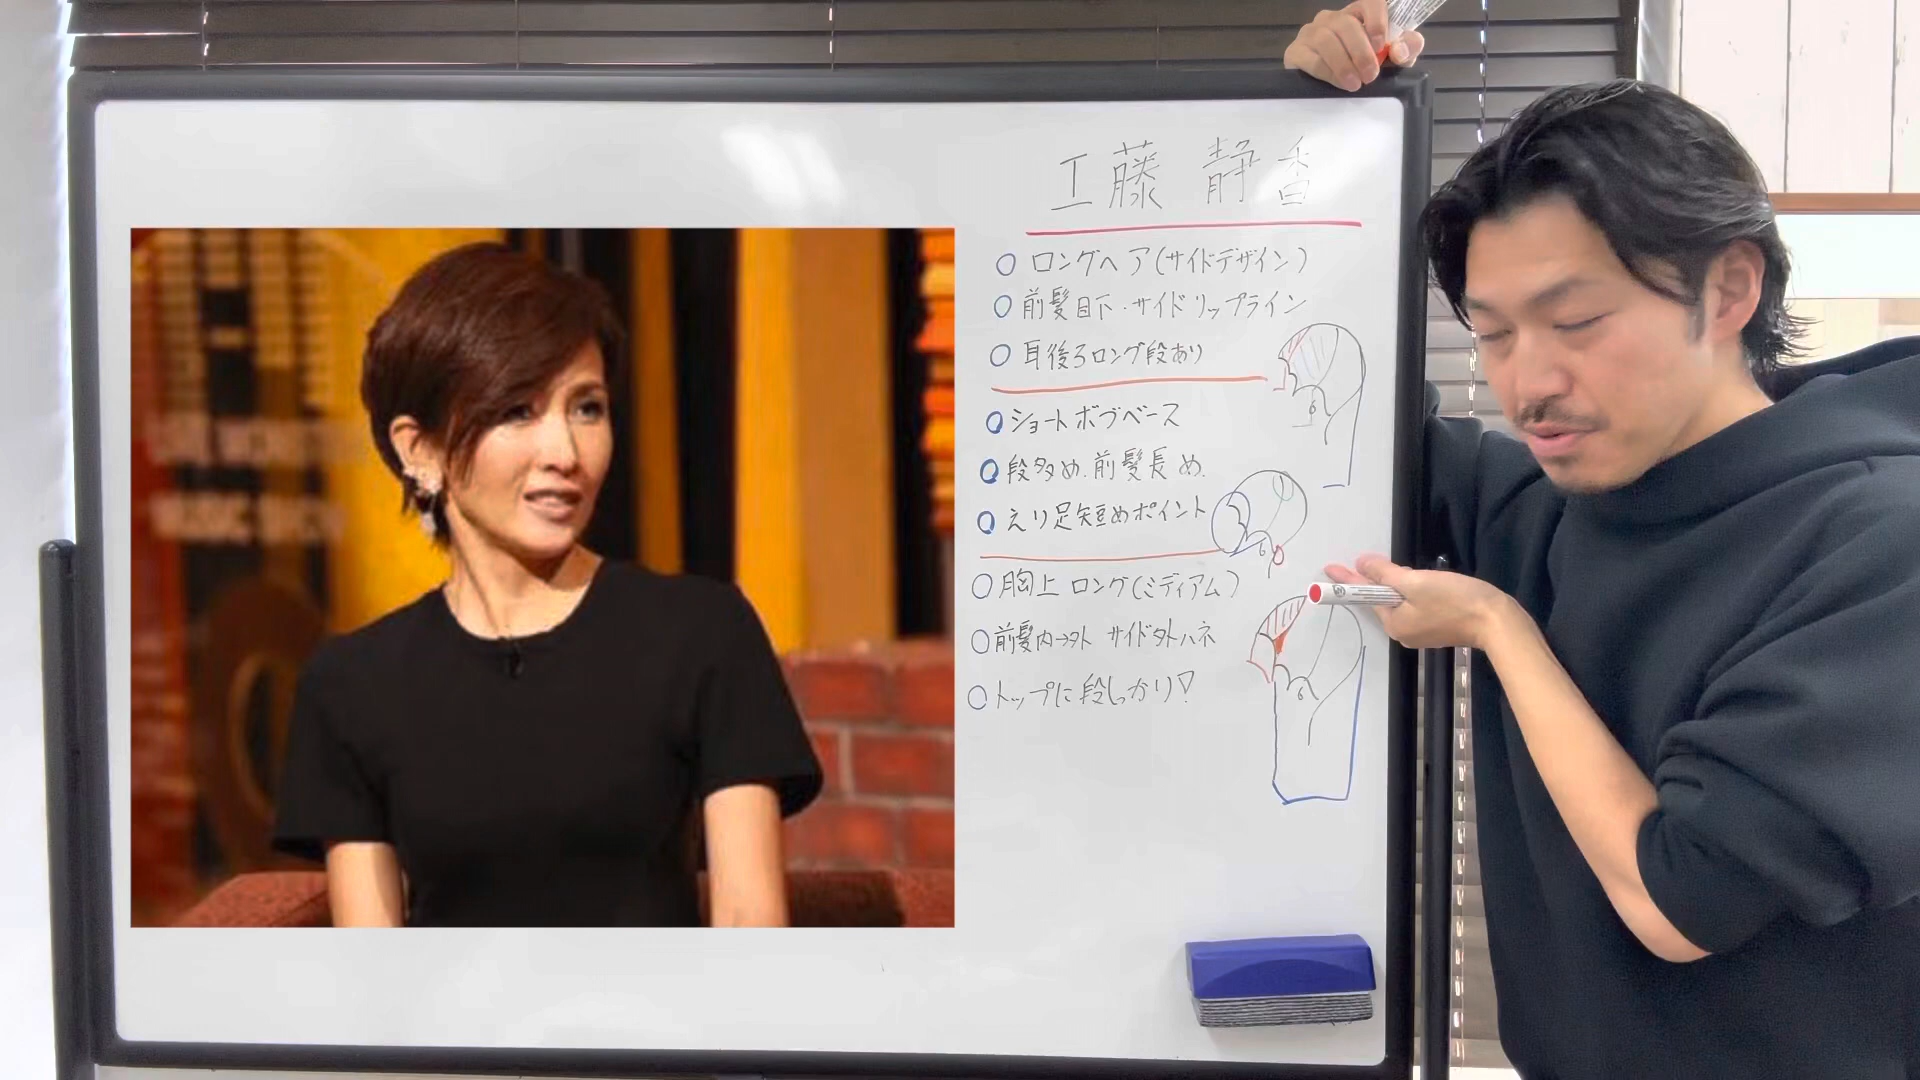 工藤 静香
○ ロングヘア(サイドデザイン)
○ 前髪目下・サイドリップライン
○ 耳後ろロング段あり
○ ショートボブベース
○ 段多め.前髪長め.
○ えり足短めポイント
○ 胸上 ロング(ミディアム)
○ 前髪内→外 サイド外ハネ
○ トップに段しっかり!